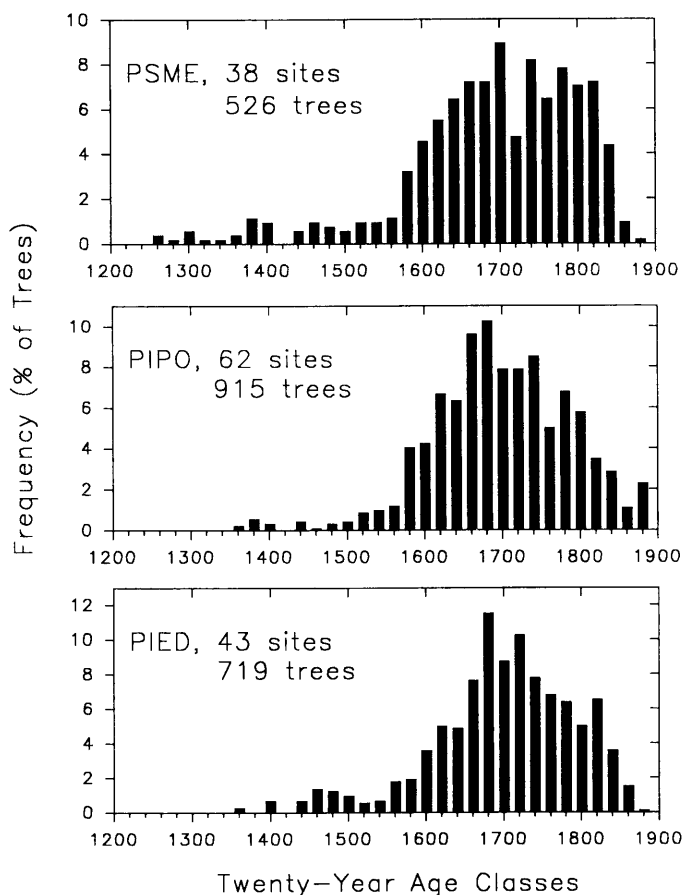 Frequency (% of Trees)
10
8
6
4
2
0
PSME, 38 sites
526 trees
1200 1300 1400 1500 1600 1700 1800 1900
10
8
6
4
2
0
PIPO, 62 sites
915 trees
1200 1300 1400 1500 1600 1700 1800 1900
12
10
8
6
4
2
0
PIED, 43 sites
719 trees
1200 1300 1400 1500 1600 1700 1800 1900
Twenty-Year Age Classes